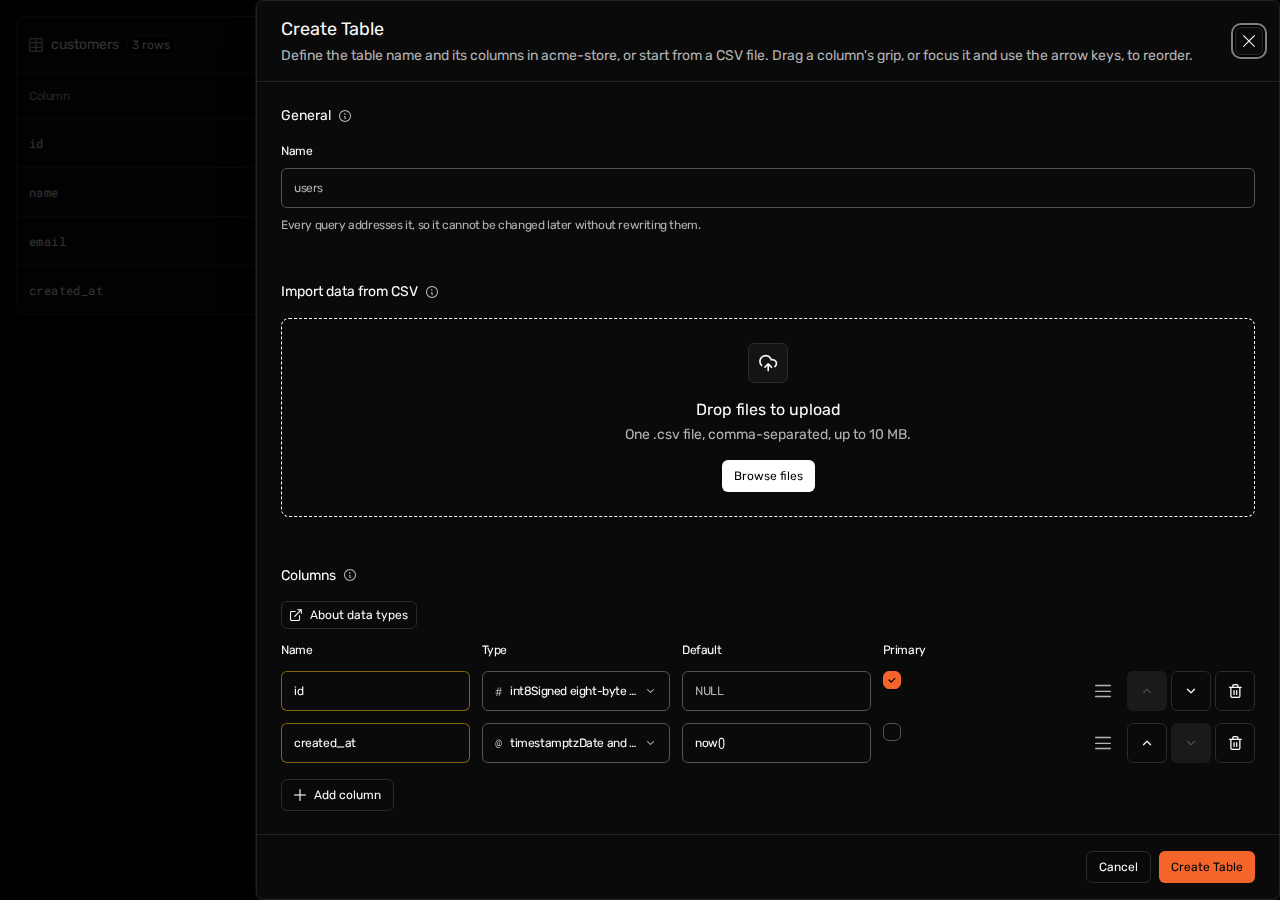 customers 3 rows
Column
id
name
email
created_at
Create Table
Define the table name and its columns in acme-store, or start from a CSV file. Drag a column's grip, or focus it and use the arrow keys, to reorder.
General
Name
users
Every query addresses it, so it cannot be changed later without rewriting them.
Import data from CSV
Drop files to upload
One .csv file, comma-separated, up to 10 MB.
Browse files
Columns
About data types
Name Type Default Primary
id # int8Signed eight-byte ... NULL
created_at @ timestamptzDate and ... now()
Add column
Cancel Create Table